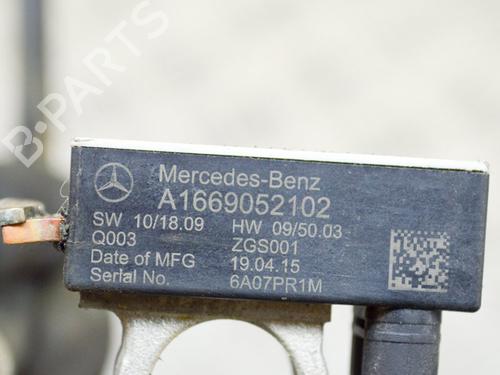 B-PARTS
Mercedes-Benz
A1669052102
SW 10/18.09 HW 09/50.03
Q003 ZGS001
Date of MFG 19.04.15
Serial No. 6A07PR1M